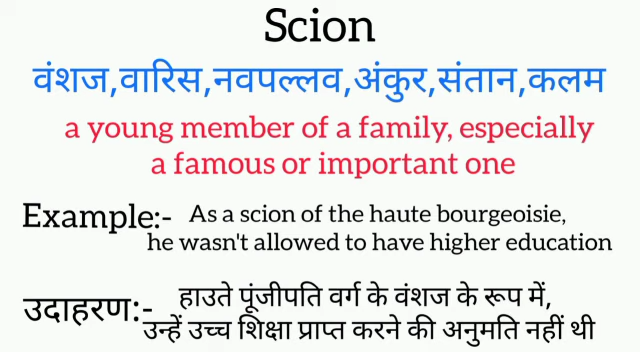 Scion
वंशज,वारिस,नवपल्लव,अंकुर,संतान,कलम
a young member of a family, especially
a famous or important one
Example:- As a scion of the haute bourgeoisie,
he wasn't allowed to have higher education
उदाहरण:- हाउते पूंजीपति वर्ग के वंशज के रूप में,
उन्हें उच्च शिक्षा प्राप्त करने की अनुमति नहीं थी